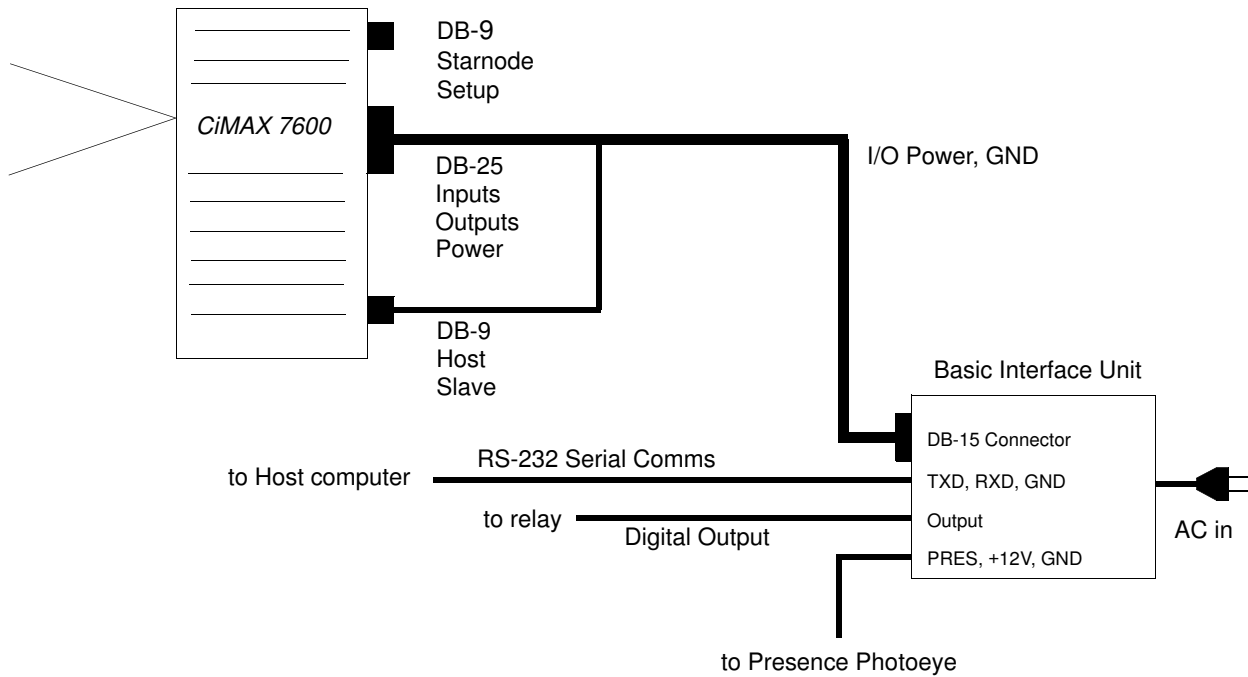 DB-9
Starnode
Setup
CiMAX 7600
I/O Power, GND
DB-25
Inputs
Outputs
Power
DB-9
Host
Slave
Basic Interface Unit
DB-15 Connector
RS-232 Serial Comms
to Host computer
TXD, RXD, GND
to relay
Output
Digital Output
AC in
PRES, +12V, GND
to Presence Photoeye